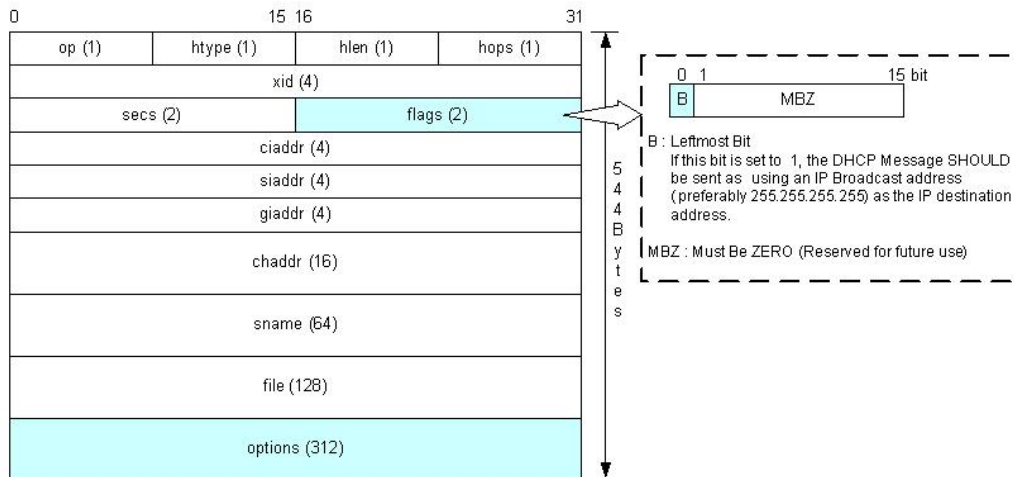 0 15 16 31
op (1) htype (1) hlen (1) hops (1)
xid (4)
secs (2) flags (2)
ciaddr (4)
siaddr (4)
giaddr (4)
chaddr (16)
sname (64)
file (128)
options (312)
544Bytes
0 1 15 bit
B MBZ
B : Leftmost Bit
If this bit is set to 1, the DHCP Message SHOULD
be sent as using an IP Broadcast address
(preferably 255.255.255.255) as the IP destination
address.
MBZ : Must Be ZERO (Reserved for future use)